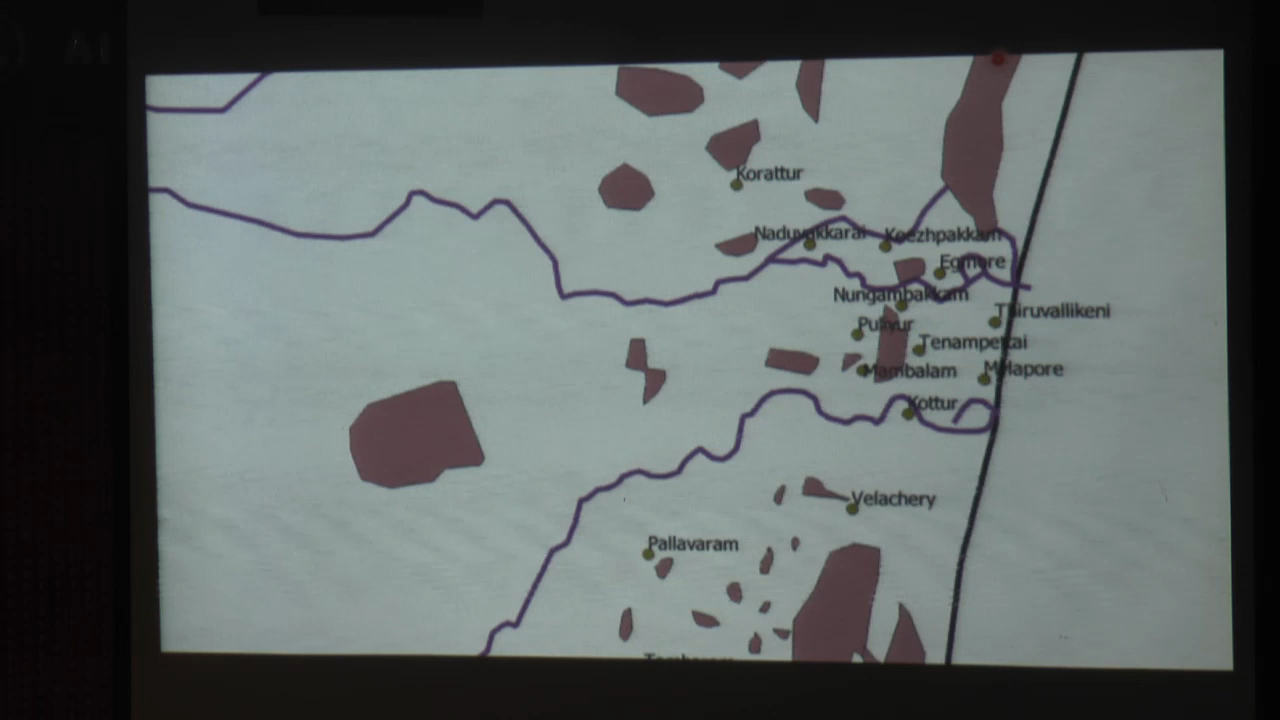 Korattur
Naduvakkarai
Keezhpakkam
Egmore
Nungambakkam
Thiruvallikeni
Puliyur
Tenampettai
Mambalam
Mylapore
Kottur
Velachery
Pallavaram